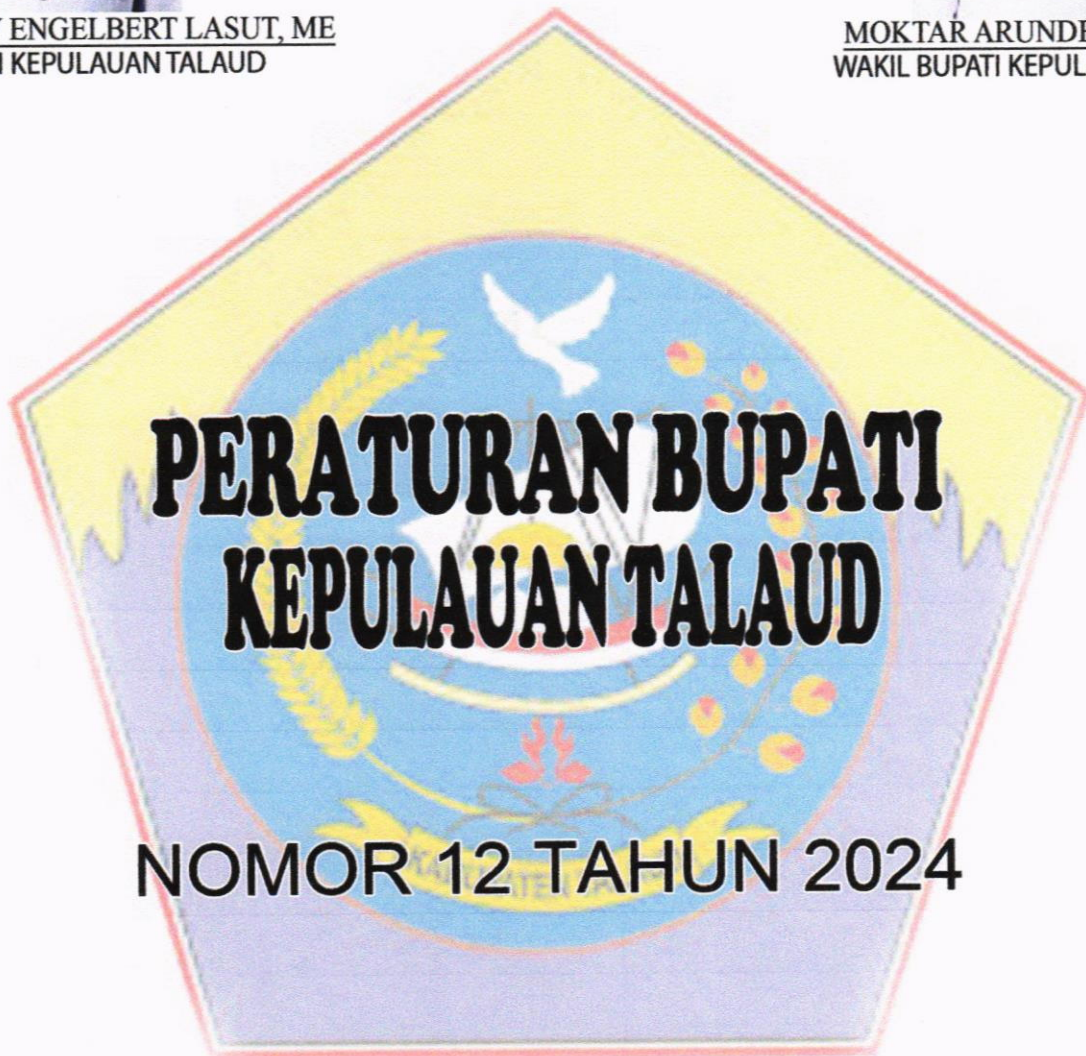 ENGELBERT LASUT, ME
KEPULAUAN TALAUD
MOKTAR ARUNDE
WAKIL BUPATI KEPUL
PERATURAN BUPATI
KEPULAUAN TALAUD
NOMOR 12 TAHUN 2024